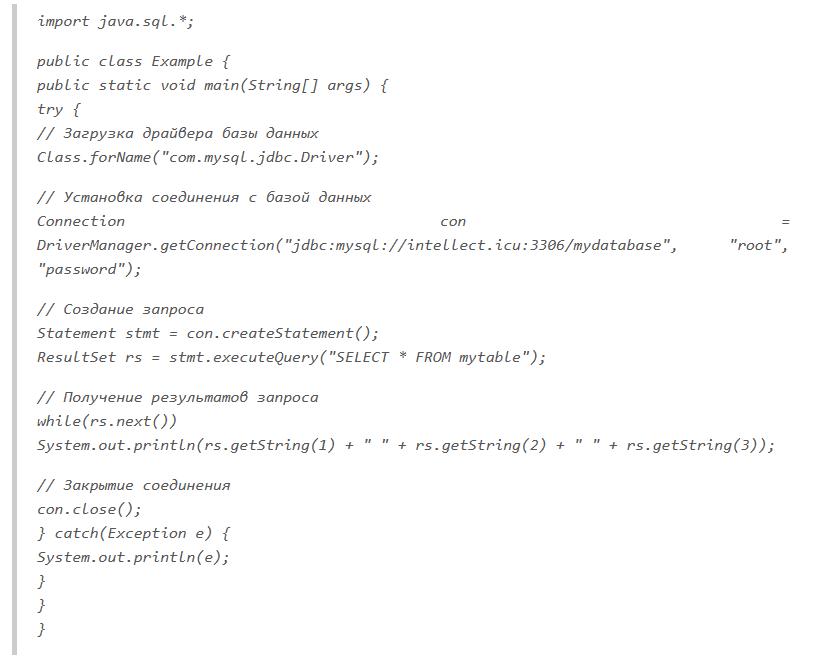 import java.sql.*;
public class Example {
public static void main(String[] args) {
try {
// Загрузка драйвера базы данных
Class.forName("com.mysql.jdbc.Driver");
// Установка соединения с базой данных
Connection con =
DriverManager.getConnection("jdbc:mysql://intellect.icu:3306/mydatabase", "root",
"password");
// Создание запроса
Statement stmt = con.createStatement();
ResultSet rs = stmt.executeQuery("SELECT * FROM mytable");
// Получение результатов запроса
while(rs.next())
System.out.println(rs.getString(1) + " " + rs.getString(2) + " " + rs.getString(3));
// Закрытие соединения
con.close();
} catch(Exception e) {
System.out.println(e);
}
}
}